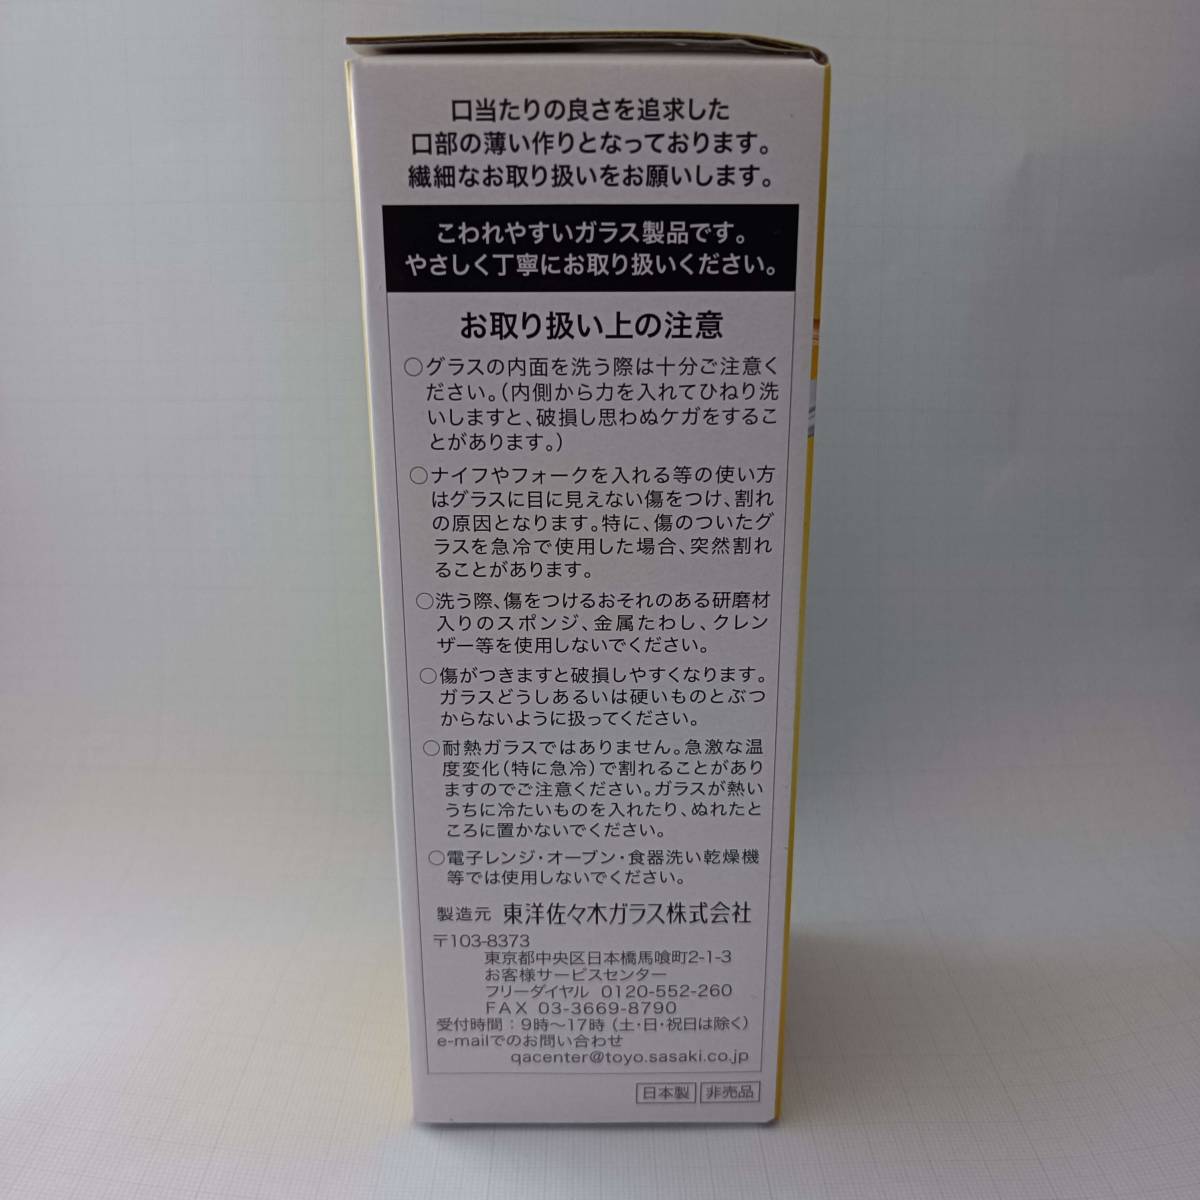 口当たりの良さを追求した
口部の薄い作りとなっております。
繊細なお取り扱いをお願いします。
こわれやすいガラス製品です。
やさしく丁寧にお取り扱いください。
お取り扱い上の注意
○グラスの内面を洗う際は十分ご注意く
ださい。(内側から力を入れてひねり洗
いしますと、破損し思わぬケガをするこ
とがあります。)
○ナイフやフォークを入れる等の使い方
はグラスに目に見えない傷をつけ、割れ
の原因となります。特に、傷のついたグ
ラスを急冷で使用した場合、突然割れ
ることがあります。
○洗う際、傷をつけるおそれのある研磨材
入りのスポンジ、金属たわし、クレン
ザー等を使用しないでください。
○傷がつきますと破損しやすくなります。
ガラスどうしあるいは硬いものとぶつ
からないように扱ってください。
○耐熱ガラスではありません。急激な温
度変化(特に急冷)で割れることがあり
ますのでご注意ください。ガラスが熱い
うちに冷たいものを入れたり、ぬれたと
ころに置かないでください。
○電子レンジ・オーブン・食器洗い乾燥機
等では使用しないでください。
製造元 東洋佐々木ガラス株式会社
〒103-8373
東京都中央区日本橋馬喰町2-1-3
お客様サービスセンター
フリーダイヤル 0120-552-260
FAX 03-3669-8790
受付時間:9時〜17時(土・日・祝日は除く)
e-mailでのお問い合わせ
qacenter@toyo.sasaki.co.jp
日本製 非売品